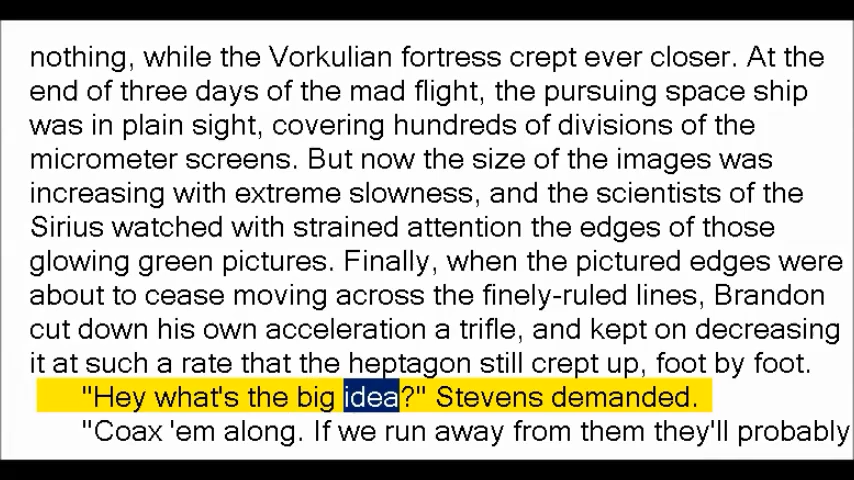 nothing, while the Vorkulian fortress crept ever closer. At the
end of three days of the mad flight, the pursuing space ship
was in plain sight, covering hundreds of divisions of the
micrometer screens. But now the size of the images was
increasing with extreme slowness, and the scientists of the
Sirius watched with strained attention the edges of those
glowing green pictures. Finally, when the pictured edges were
about to cease moving across the finely-ruled lines, Brandon
cut down his own acceleration a trifle, and kept on decreasing
it at such a rate that the heptagon still crept up, foot by foot.
"Hey what's the big idea?" Stevens demanded.
"Coax 'em along. If we run away from them they'll probably